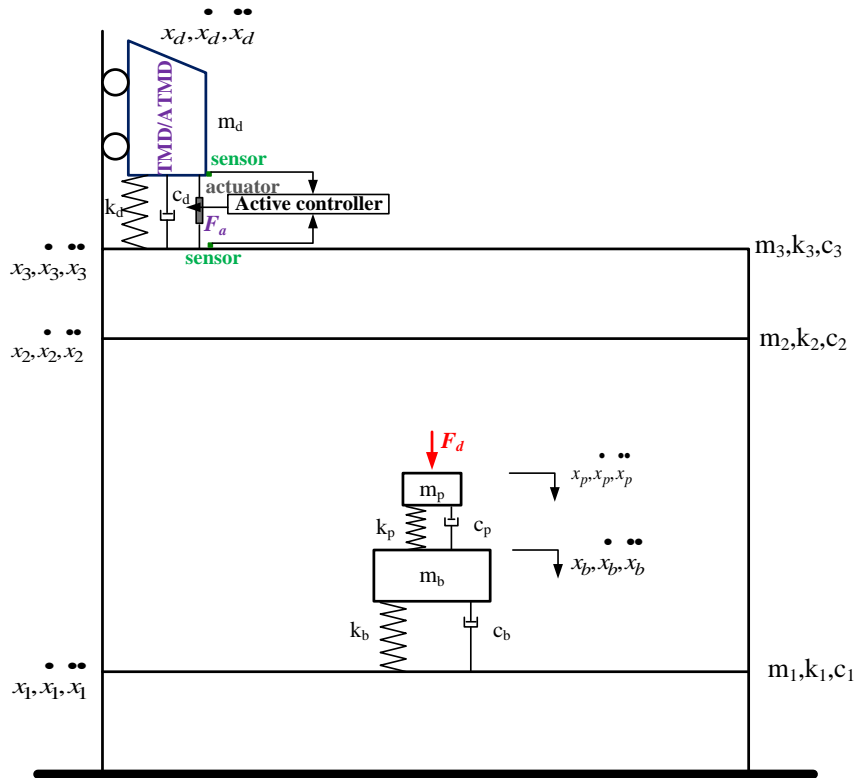 ẋ_d, ẋ_d, ẍ_d
TMD/ATMD
m_d
sensor
actuator
c_d
k_d
F_a
Active controller
sensor
x_3, ẋ_3, ẍ_3
m_3,k_3,c_3
x_2, ẋ_2, ẍ_2
m_2,k_2,c_2
F_d
m_p
x_p, ẋ_p, ẍ_p
k_p
c_p
m_b
x_b, ẋ_b, ẍ_b
k_b
c_b
x_1, ẋ_1, ẍ_1
m_1,k_1,c_1